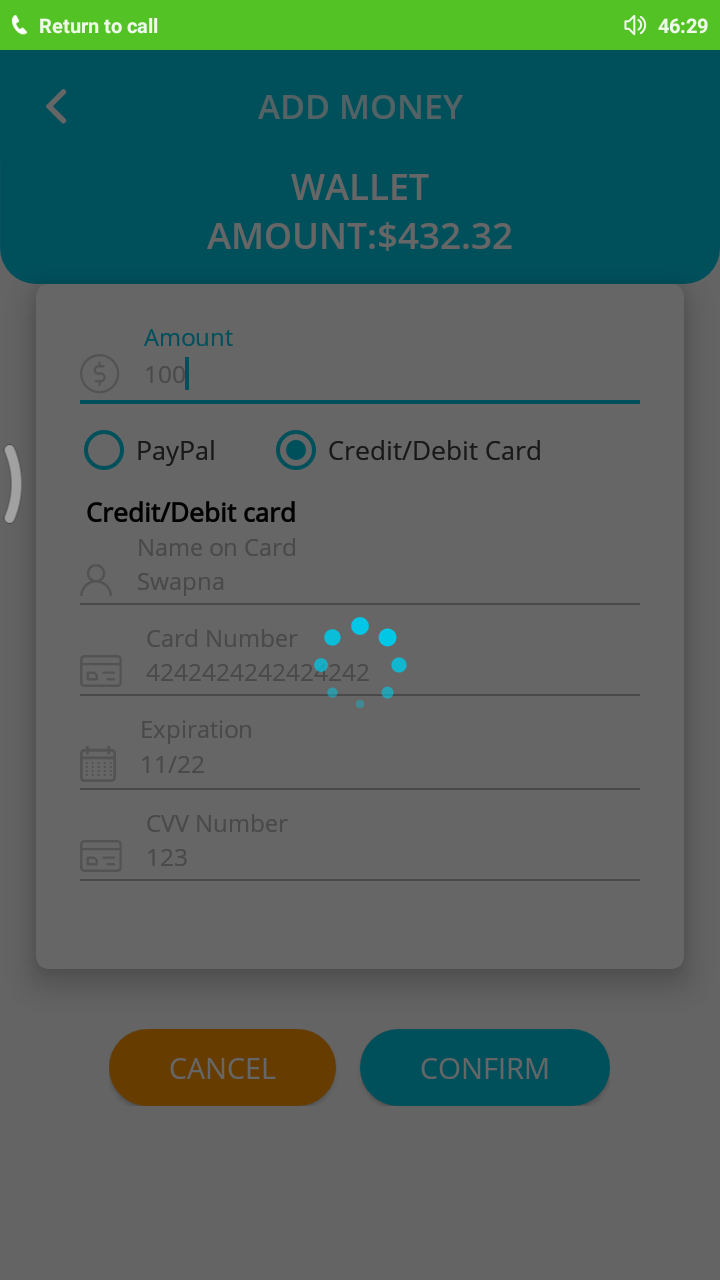 Return to call 46:29
ADD MONEY
WALLET
AMOUNT:$432.32
Amount
100
PayPal Credit/Debit Card
Credit/Debit card
Name on Card
Swapna
Card Number
4242424242424242
Expiration
11/22
CVV Number
123
CANCEL CONFIRM